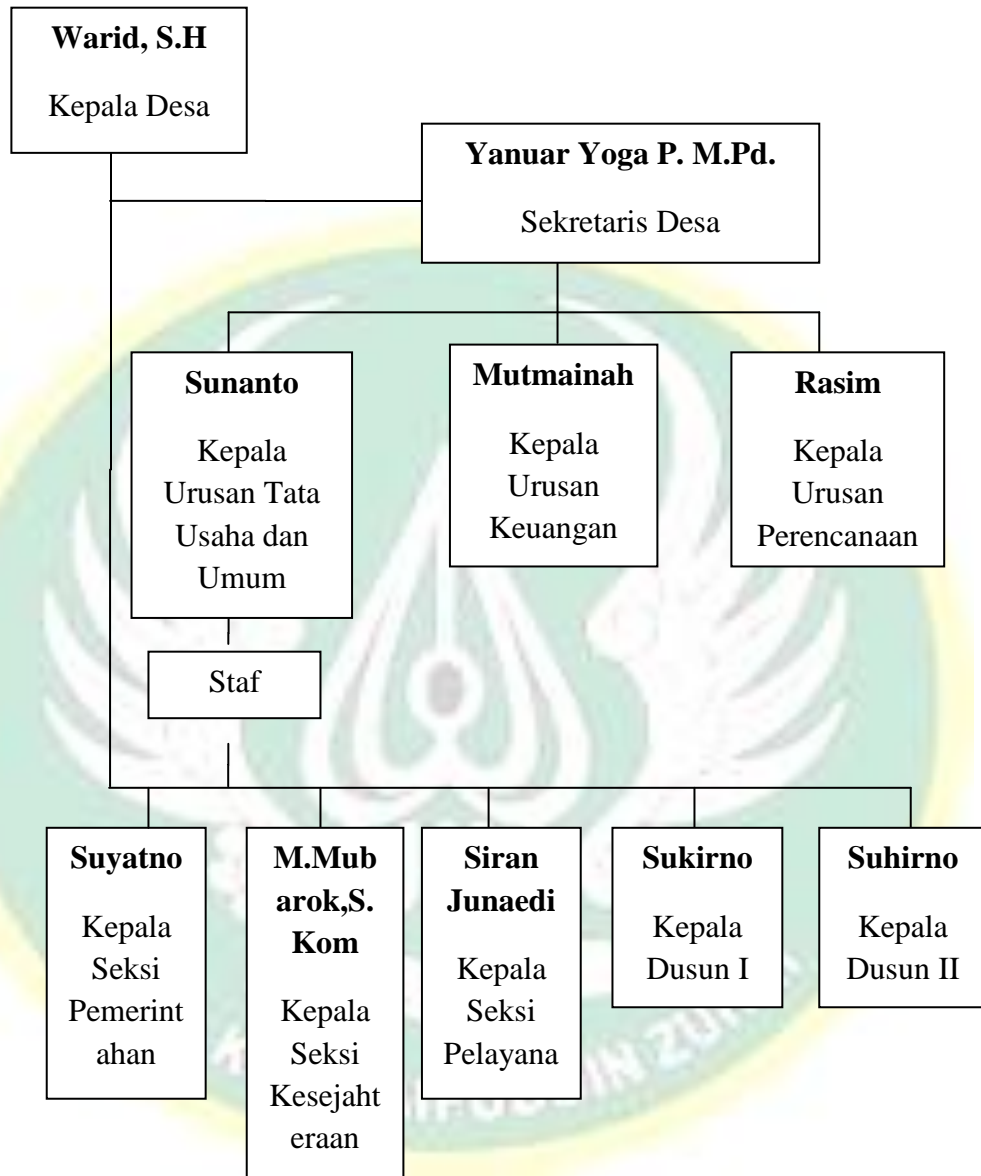 Warid, S.H
Kepala Desa
Yanuar Yoga P. M.Pd.
Sekretaris Desa
Sunanto
Kepala
Urusan Tata
Usaha dan
Umum
Mutmainah
Kepala
Urusan
Keuangan
Rasim
Kepala
Urusan
Perencanaan
Staf
Suyatno
Kepala
Seksi
Pemerint
ahan
M.Mub
arok,S.
Kom
Kepala
Seksi
Kesejaht
eraan
Siran
Junaedi
Kepala
Seksi
Pelayana
Sukirno
Kepala
Dusun I
Suhirno
Kepala
Dusun II